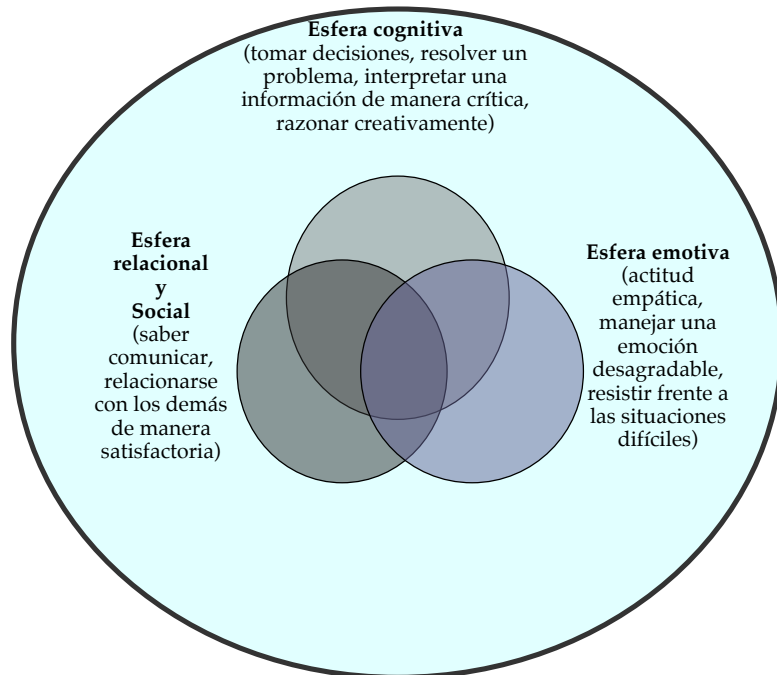 Esfera cognitiva
(tomar decisiones, resolver un
problema, interpretar una
información de manera crítica,
razonar creativamente)
Esfera
relacional
y
Social
(saber
comunicar,
relacionarse
con los demás
de manera
satisfactoria)
Esfera emotiva
(actitud
empática,
manejar una
emoción
desagradable,
resistir frente a
las situaciones
difíciles)